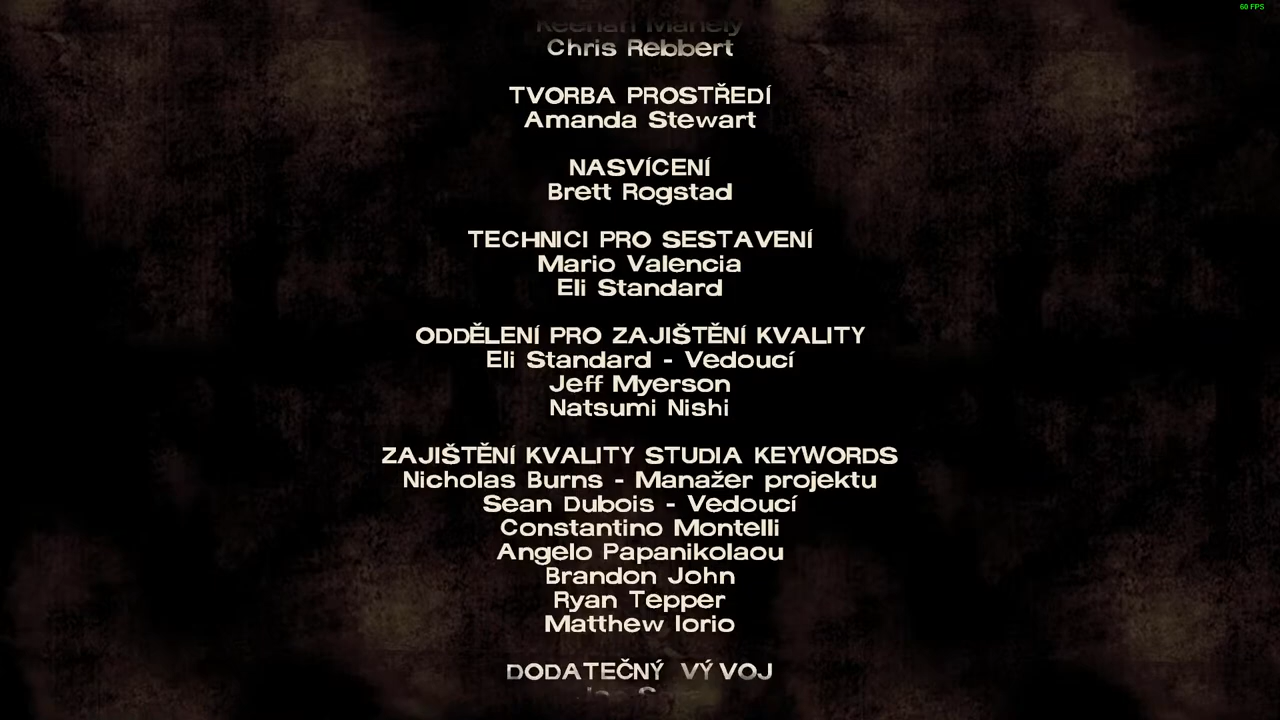 60 FPS
Chris Rebbert
TVORBA PROSTŘEDÍ
Amanda Stewart
NASVÍCENÍ
Brett Rogstad
TECHNICI PRO SESTAVENÍ
Mario Valencia
Eli Standard
ODDĚLENÍ PRO ZAJIŠTĚNÍ KVALITY
Eli Standard - Vedoucí
Jeff Myerson
Natsumi Nishi
ZAJIŠTĚNÍ KVALITY STUDIA KEYWORDS
Nicholas Burns - Manažer projektu
Sean Dubois - Vedoucí
Constantino Montelli
Angelo Papanikolaou
Brandon John
Ryan Tepper
Matthew Iorio
DODATEČNÝ VÝVOJ